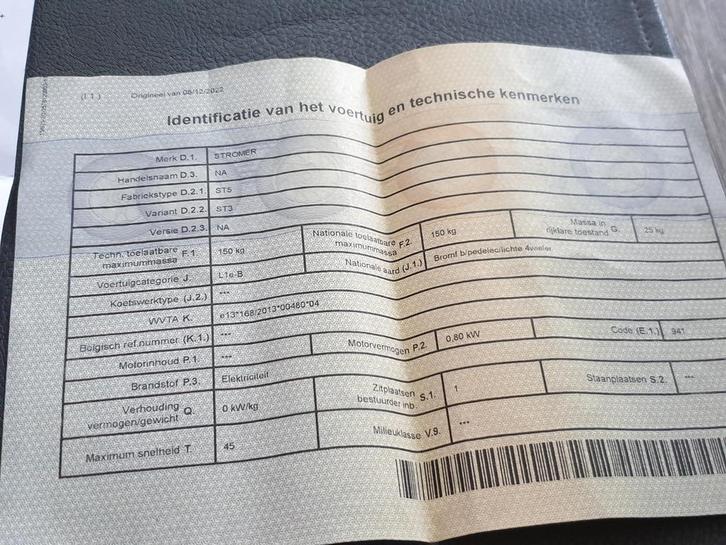 (I.1.) Origineel van 08/12/2022
Identificatie van het voertuig en technische kenmerken
Merk D.1. STROMER
Handelsnaam D.3. NA
Fabriekstype D.2.1. ST5
Variant D.2.2. ST3
Versie D.2.3. NA
Techn. toelaatbare maximummassa F.1. 150 kg Nationale toelaatbare maximummassa F.2. 150 kg Massa in rijklare toestand G. 25 kg
Voertuigcategorie J. L1e-B Nationale aard (J.1.) Bromf b/pedelec/lichte 4wieler
Koetswerktype (J.2.) ---
WVTA K. e13*168/2013*00480*04
Belgisch ref.nummer (K.1.) ---
Motorinhoud P.1. --- Motorvermogen P.2. 0,80 kW Code (E.1.) 941
Brandstof P.3. Elektriciteit
Verhouding vermogen/gewicht Q. 0 kW/kg Zitplaatsen bestuurder inb. S.1. 1 Staanplaatsen S.2. ---
Maximum snelheid T. 45 Milieuklasse V.9. ---